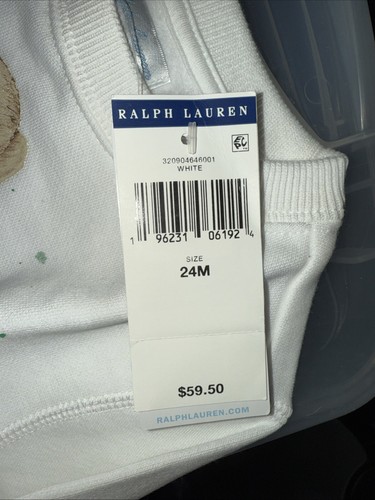 RALPH LAUREN
320904646001
WHITE
1 96231 06192 4
SIZE
24M
$59.50
RALPHLAUREN.COM